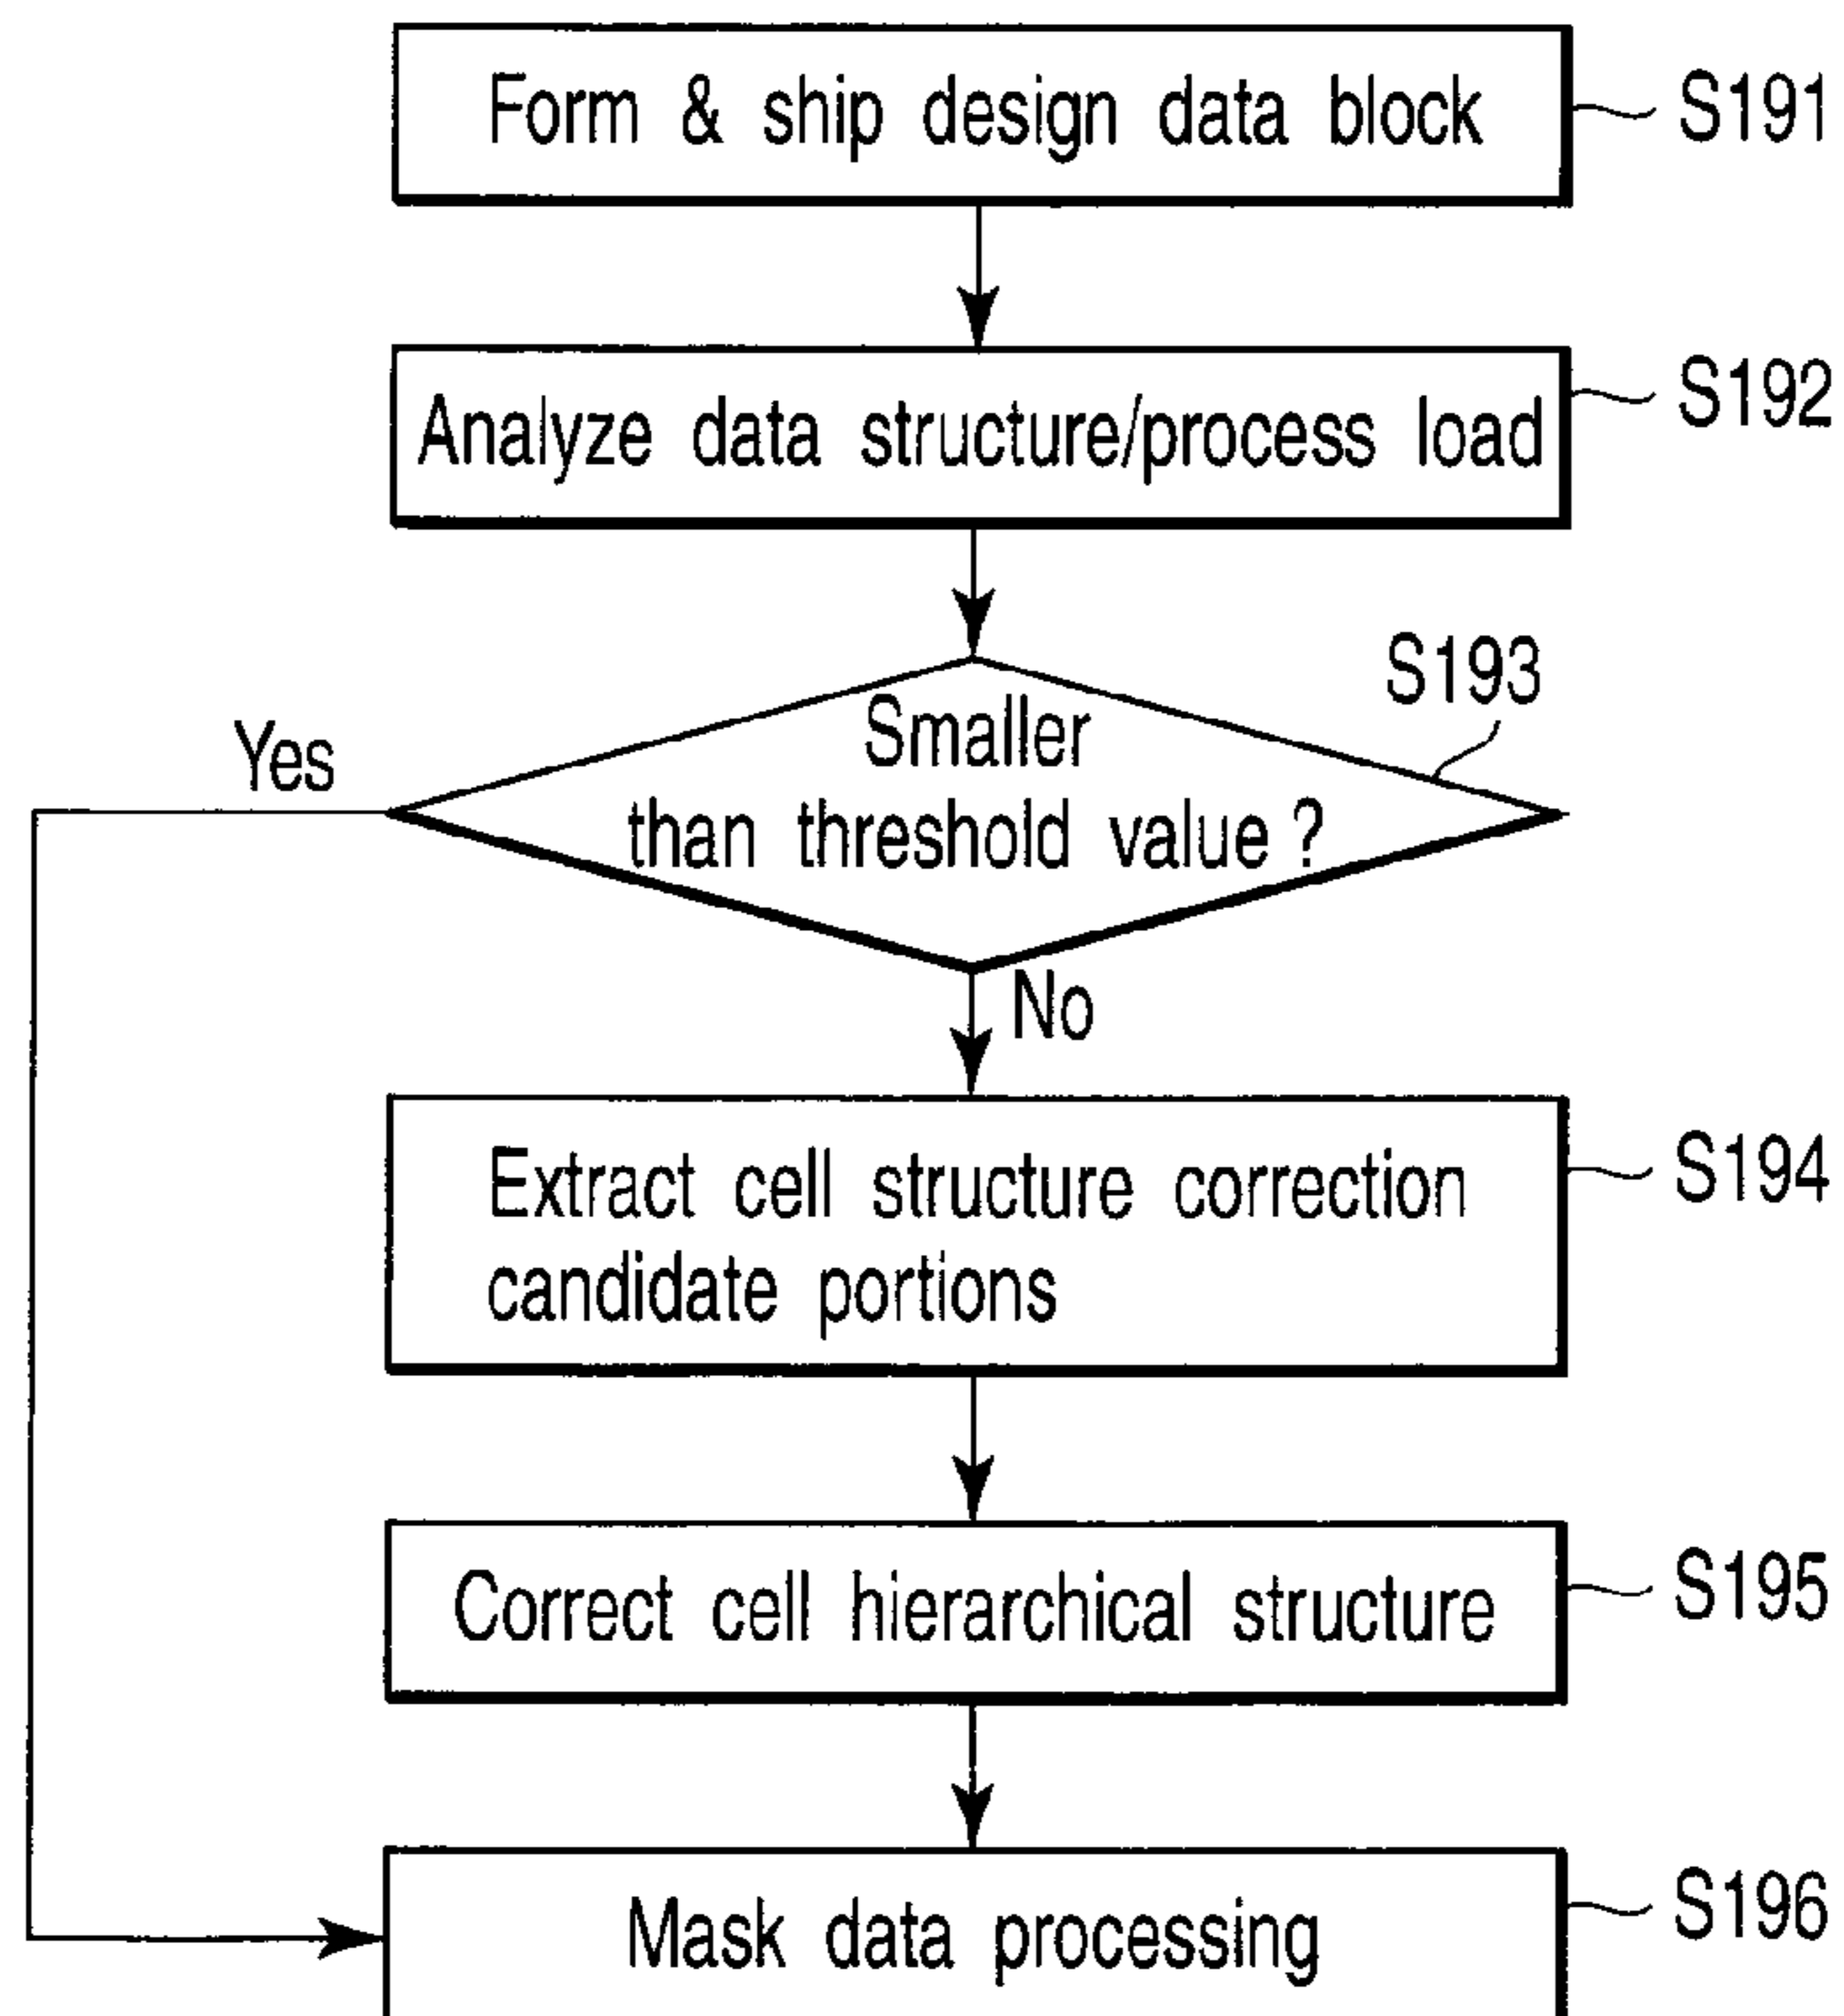 Form & ship design data block
S191
Analyze data structure/process load
S192
S193
Yes
Smaller
than threshold value ?
No
Extract cell structure correction
candidate portions
S194
Correct cell hierarchical structure
S195
Mask data processing
S196